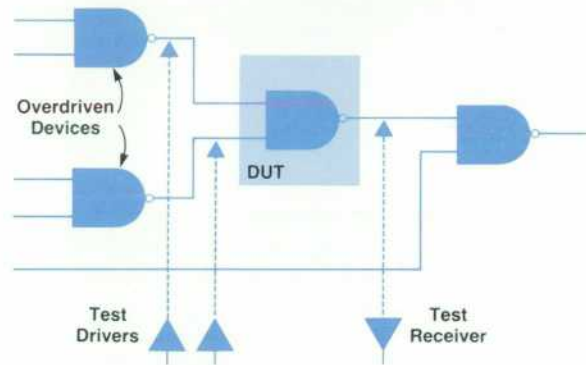 Overdriven
Devices
DUT
Test
Drivers
Test
Receiver